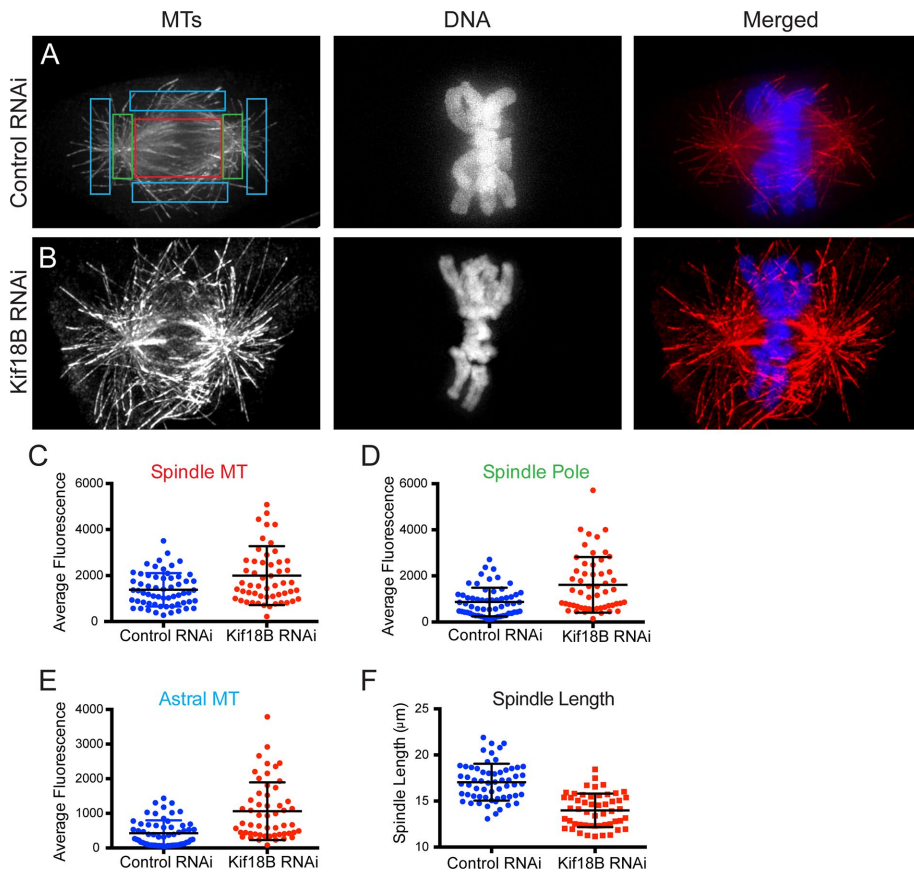 MTs
DNA
Merged
Control RNAi
A
Kif18B RNAi
B
C
Spindle MT
Average Fluorescence
6000
4000
2000
0
Control RNAi
Kif18B RNAi
D
Spindle Pole
Average Fluorescence
6000
4000
2000
0
Control RNAi
Kif18B RNAi
E
Astral MT
Average Fluorescence
4000
3000
2000
1000
0
Control RNAi
Kif18B RNAi
F
Spindle Length
Spindle Length (μm)
25
20
15
10
Control RNAi
Kif18B RNAi